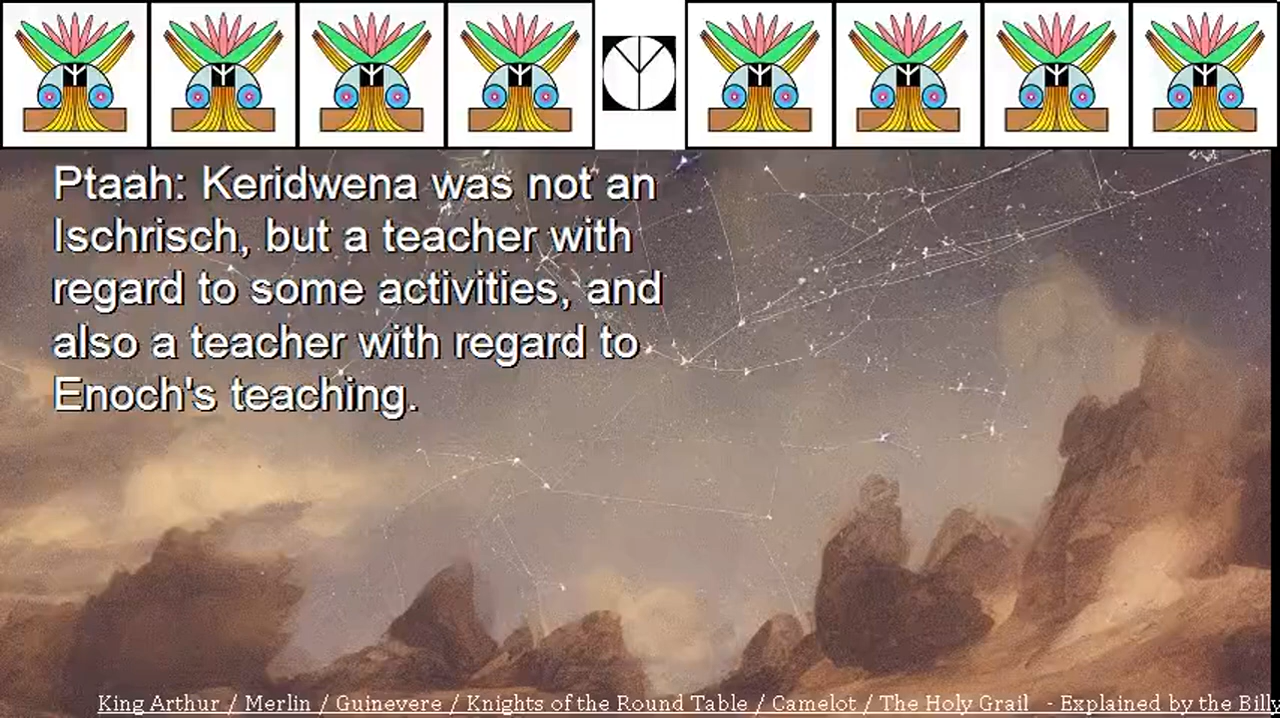 Ptaah: Keridwena was not an
Ischrisch, but a teacher with
regard to some activities, and
also a teacher with regard to
Enoch's teaching.
King Arthur / Merlin / Guinevere / Knights of the Round Table / Camelot / The Holy Grail - Explained by the Billy